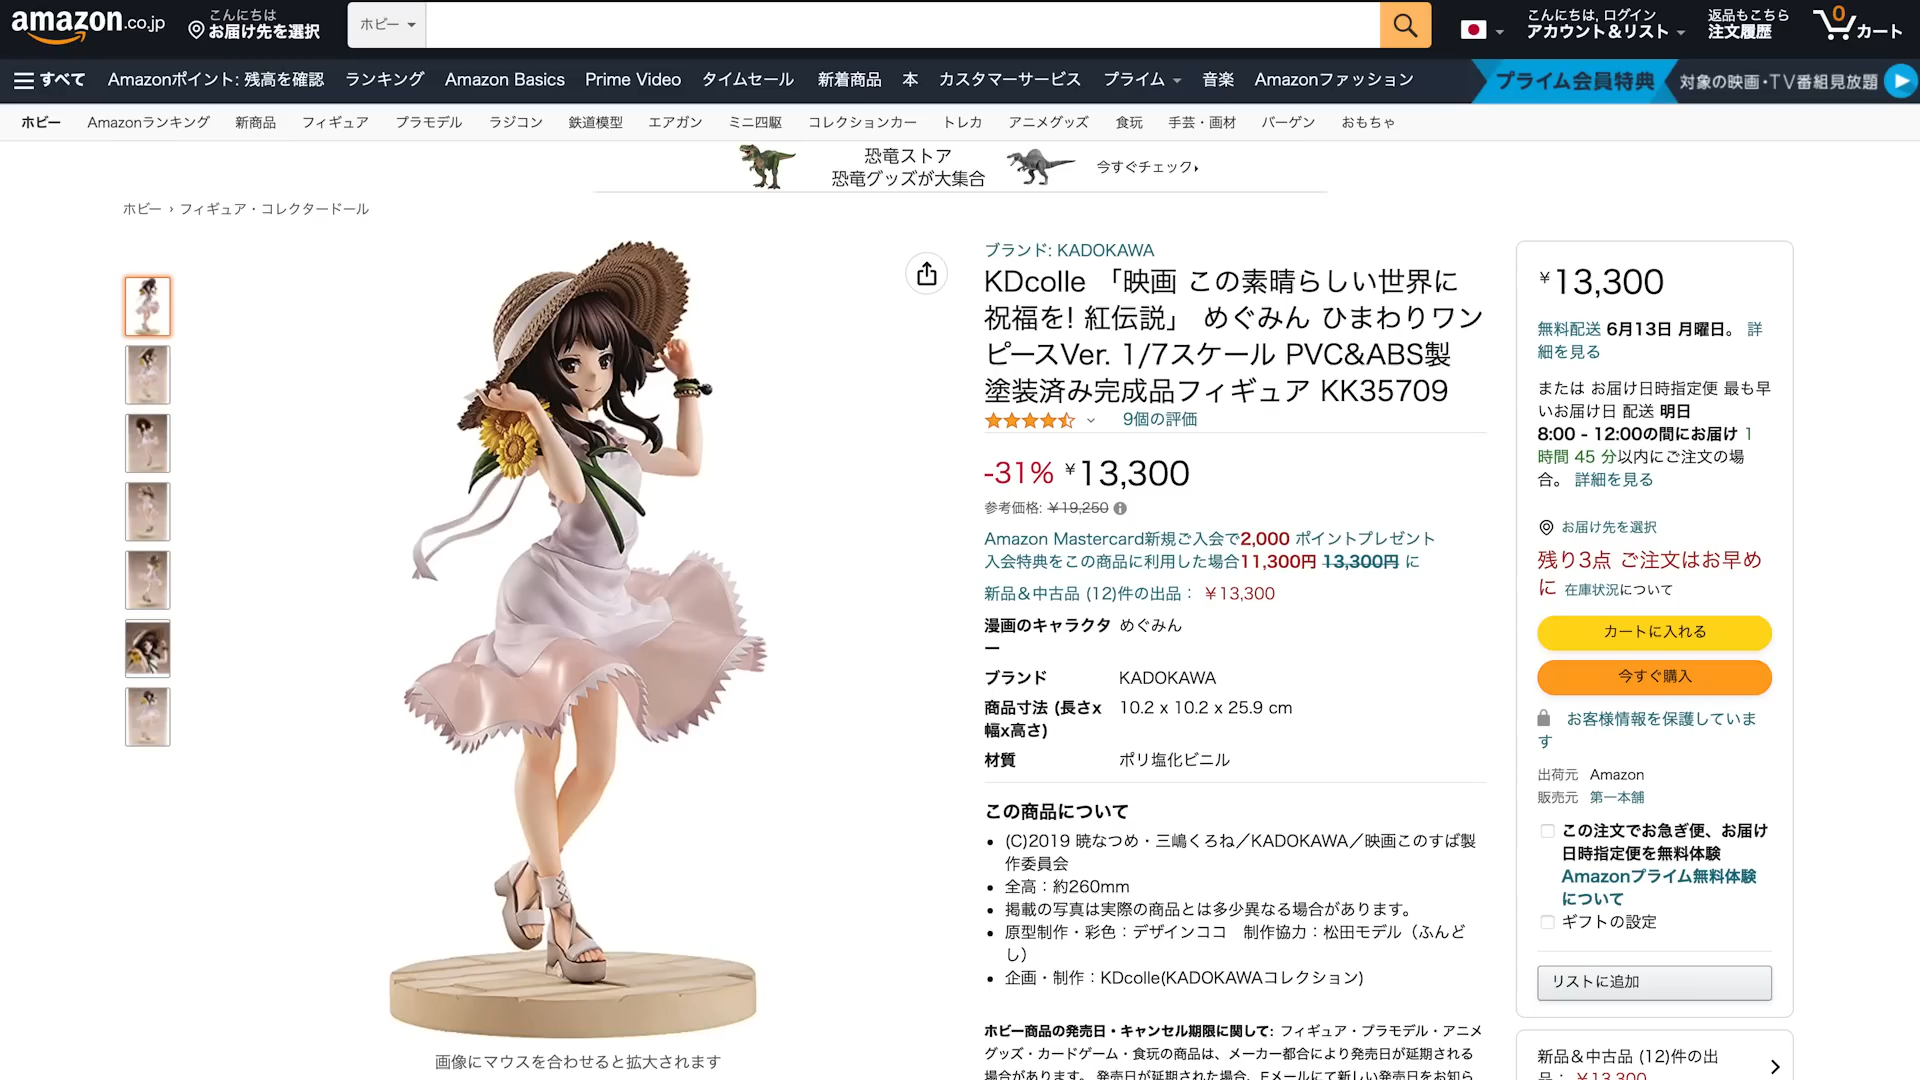 amazon.co.jp
こんにちは
お届け先を選択
ホビー
こんにちは, ログイン
アカウント＆リスト
返品もこちら
注文履歴
0
カート
すべて
Amazonポイント: 残高を確認
ランキング
Amazon Basics
Prime Video
タイムセール
新着商品
本
カスタマーサービス
プライム
音楽
Amazonファッション
プライム会員特典
対象の映画・TV番組見放題
ホビー
Amazonランキング
新商品
フィギュア
プラモデル
ラジコン
鉄道模型
エアガン
ミニ四駆
コレクションカー
トレカ
アニメグッズ
食玩
手芸・画材
バーゲン
おもちゃ
恐竜ストア
恐竜グッズが大集合
今すぐチェック
ホビー › フィギュア・コレクタードール
画像にマウスを合わせると拡大されます
ブランド: KADOKAWA
KDcolle 「映画 この素晴らしい世界に
祝福を! 紅伝説」 めぐみん ひまわりワン
ピースVer. 1/7スケール PVC&ABS製
塗装済み完成品フィギュア KK35709
9個の評価
-31% ￥13,300
参考価格: ￥19,250
Amazon Mastercard新規ご入会で2,000 ポイントプレゼント
入会特典をこの商品に利用した場合11,300円 13,300円 に
新品＆中古品 (12)件の出品： ￥13,300
漫画のキャラクタ めぐみん
ー
ブランド KADOKAWA
商品寸法 (長さx 10.2 x 10.2 x 25.9 cm
幅x高さ)
材質 ポリ塩化ビニル
この商品について
(C)2019 暁なつめ・三嶋くろね／KADOKAWA／映画このすば製
作委員会
全高：約260mm
掲載の写真は実際の商品とは多少異なる場合があります。
原型制作・彩色：デザインココ　制作協力：松田モデル（ふんど
し）
企画・制作：KDcolle(KADOKAWAコレクション)
ホビー商品の発売日・キャンセル期限に関して: フィギュア・プラモデル・アニメ
グッズ・カードゲーム・食玩の商品は、メーカー都合により発売日が延期される
場合があります。 発売日が延期された場合、Eメールにて新しい発売日をお知ら
￥13,300
無料配送 6月13日 月曜日。 詳
細を見る
または お届け日時指定便 最も早
いお届け日 配送 明日
8:00 - 12:00の間にお届け 1
時間 45 分以内にご注文の場
合。 詳細を見る
お届け先を選択
残り3点 ご注文はお早め
に 在庫状況について
カートに入れる
今すぐ購入
お客様情報を保護していま
す
出荷元 Amazon
販売元 第一本舗
この注文でお急ぎ便、お届け
日時指定便を無料体験
Amazonプライム無料体験
について
ギフトの設定
リストに追加
新品＆中古品 (12)件の出
品： ￥13,300